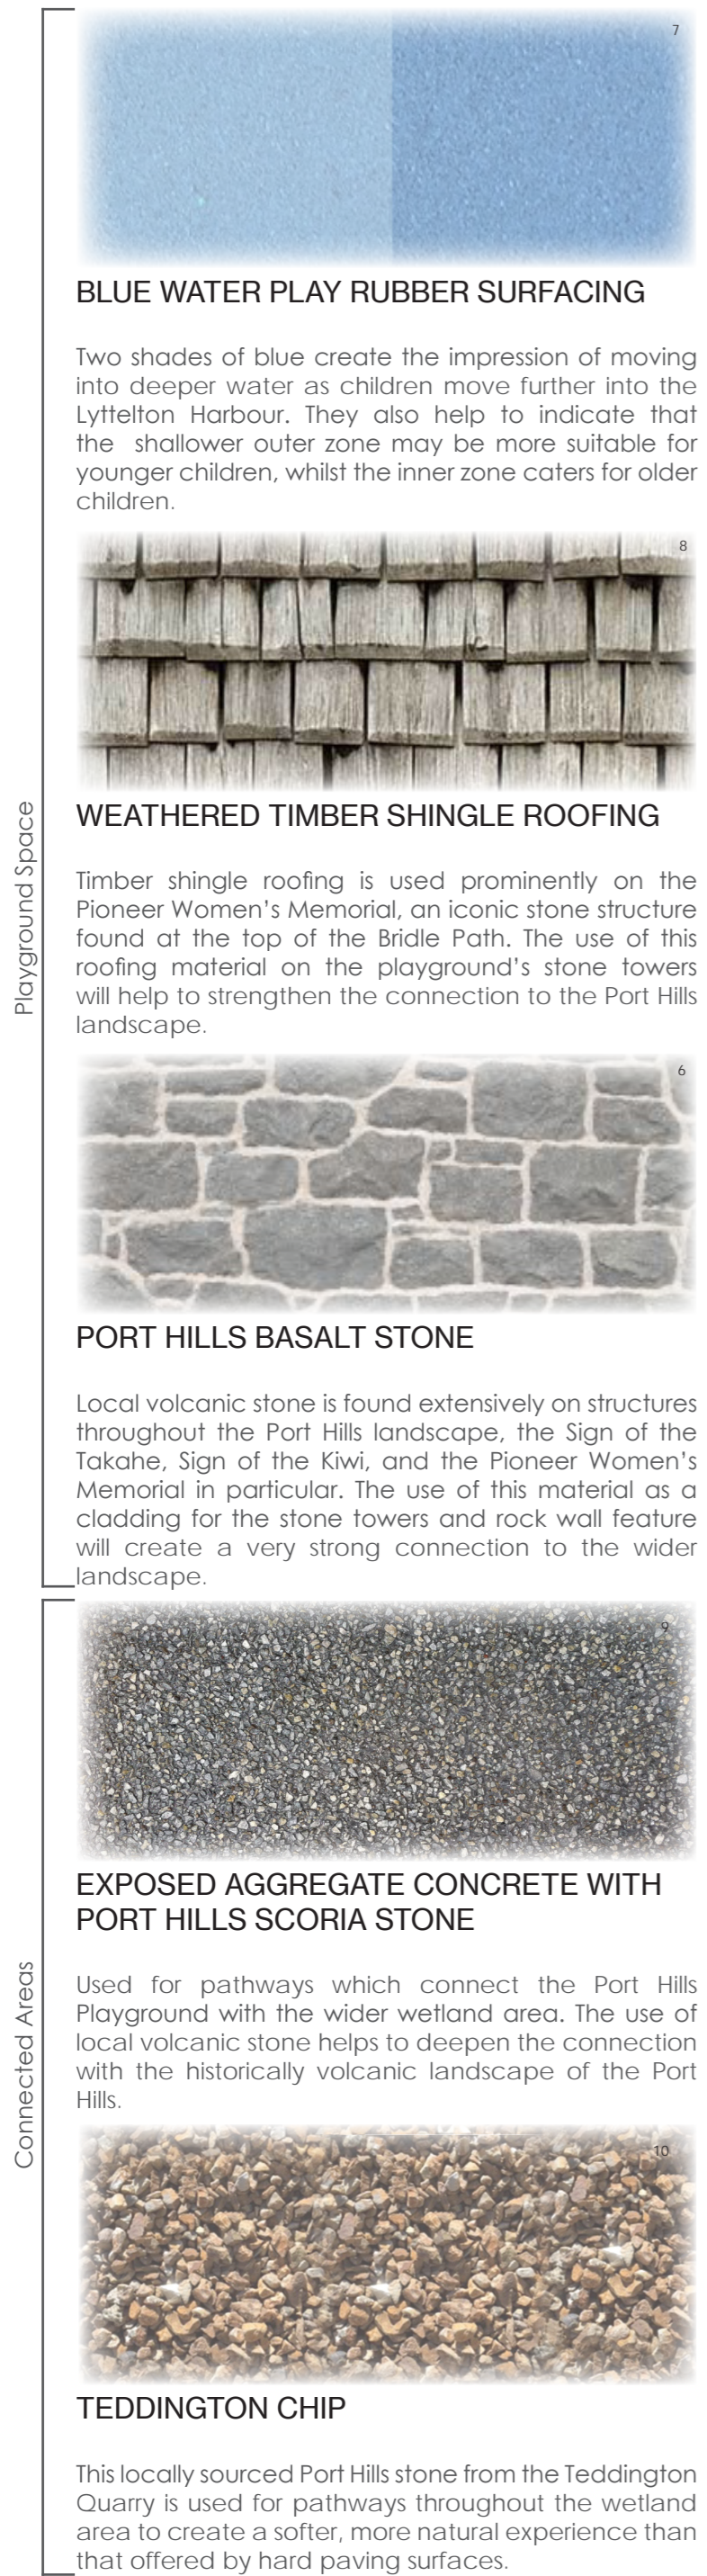 7
BLUE WATER PLAY RUBBER SURFACING
Two shades of blue create the impression of moving
into deeper water as children move further into the
Lyttelton Harbour. They also help to indicate that
the shallower outer zone may be more suitable for
younger children, whilst the inner zone caters for older
children.
8
WEATHERED TIMBER SHINGLE ROOFING
Timber shingle roofing is used prominently on the
Pioneer Women's Memorial, an iconic stone structure
found at the top of the Bridle Path. The use of this
roofing material on the playground's stone towers
will help to strengthen the connection to the Port Hills
landscape.
Playground Space
6
PORT HILLS BASALT STONE
Local volcanic stone is found extensively on structures
throughout the Port Hills landscape, the Sign of the
Takahe, Sign of the Kiwi, and the Pioneer Women's
Memorial in particular. The use of this material as a
cladding for the stone towers and rock wall feature
will create a very strong connection to the wider
landscape.
9
EXPOSED AGGREGATE CONCRETE WITH
PORT HILLS SCORIA STONE
Used for pathways which connect the Port Hills
Playground with the wider wetland area. The use of
local volcanic stone helps to deepen the connection
with the historically volcanic landscape of the Port
Hills.
Connected Areas
10
TEDDINGTON CHIP
This locally sourced Port Hills stone from the Teddington
Quarry is used for pathways throughout the wetland
area to create a softer, more natural experience than
that offered by hard paving surfaces.